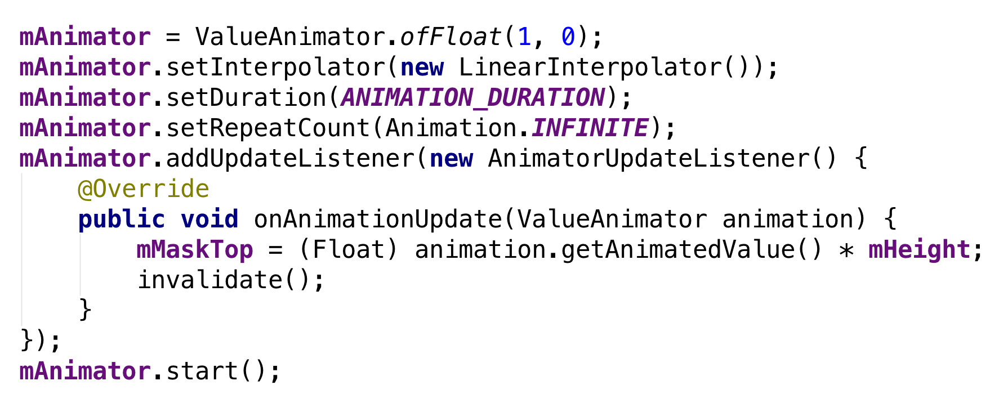 mAnimator = ValueAnimator.ofFloat(1, 0);
mAnimator.setInterpolator(new LinearInterpolator());
mAnimator.setDuration(ANIMATION_DURATION);
mAnimator.setRepeatCount(Animation.INFINITE);
mAnimator.addUpdateListener(new AnimatorUpdateListener() {
    @Override
    public void onAnimationUpdate(ValueAnimator animation) {
        mMaskTop = (Float) animation.getAnimatedValue() * mHeight;
        invalidate();
    }
});
mAnimator.start();